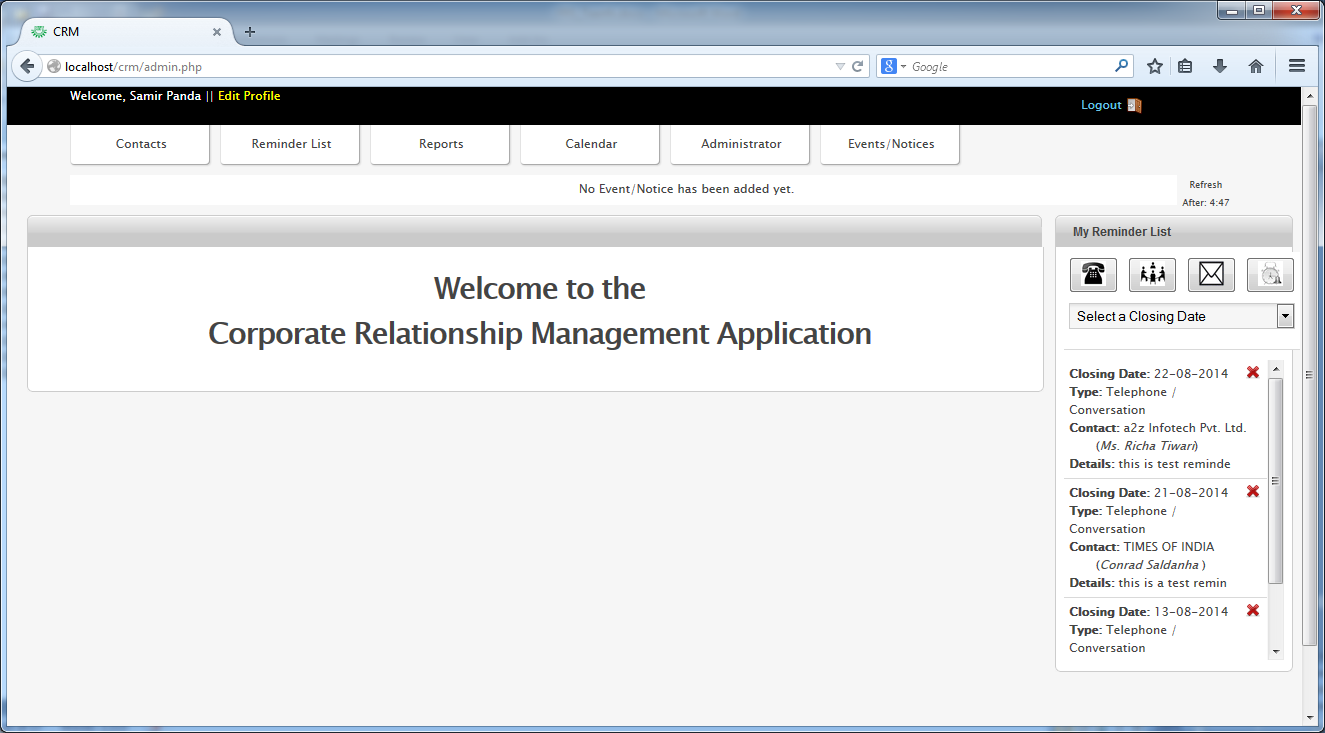 CRM
localhost/crm/admin.php
Google
Welcome, Samir Panda || Edit Profile
Logout
Contacts
Reminder List
Reports
Calendar
Administrator
Events/Notices
No Event/Notice has been added yet.
Refresh
After: 4:47
Welcome to the
Corporate Relationship Management Application
My Reminder List
Select a Closing Date
Closing Date: 22-08-2014
Type: Telephone /
Conversation
Contact: a2z Infotech Pvt. Ltd.
(Ms. Richa Tiwari)
Details: this is test reminde
Closing Date: 21-08-2014
Type: Telephone /
Conversation
Contact: TIMES OF INDIA
(Conrad Saldanha )
Details: this is a test remin
Closing Date: 13-08-2014
Type: Telephone /
Conversation